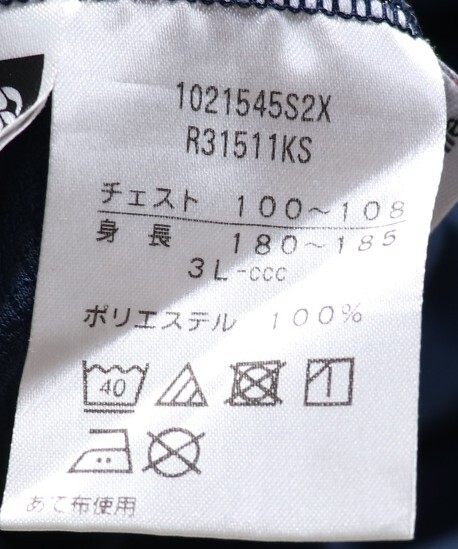 1021545S2X
R31511KS
チェスト 100～108
身長 180～185
3L-ccc
ポリエステル 100%
40
あて布使用